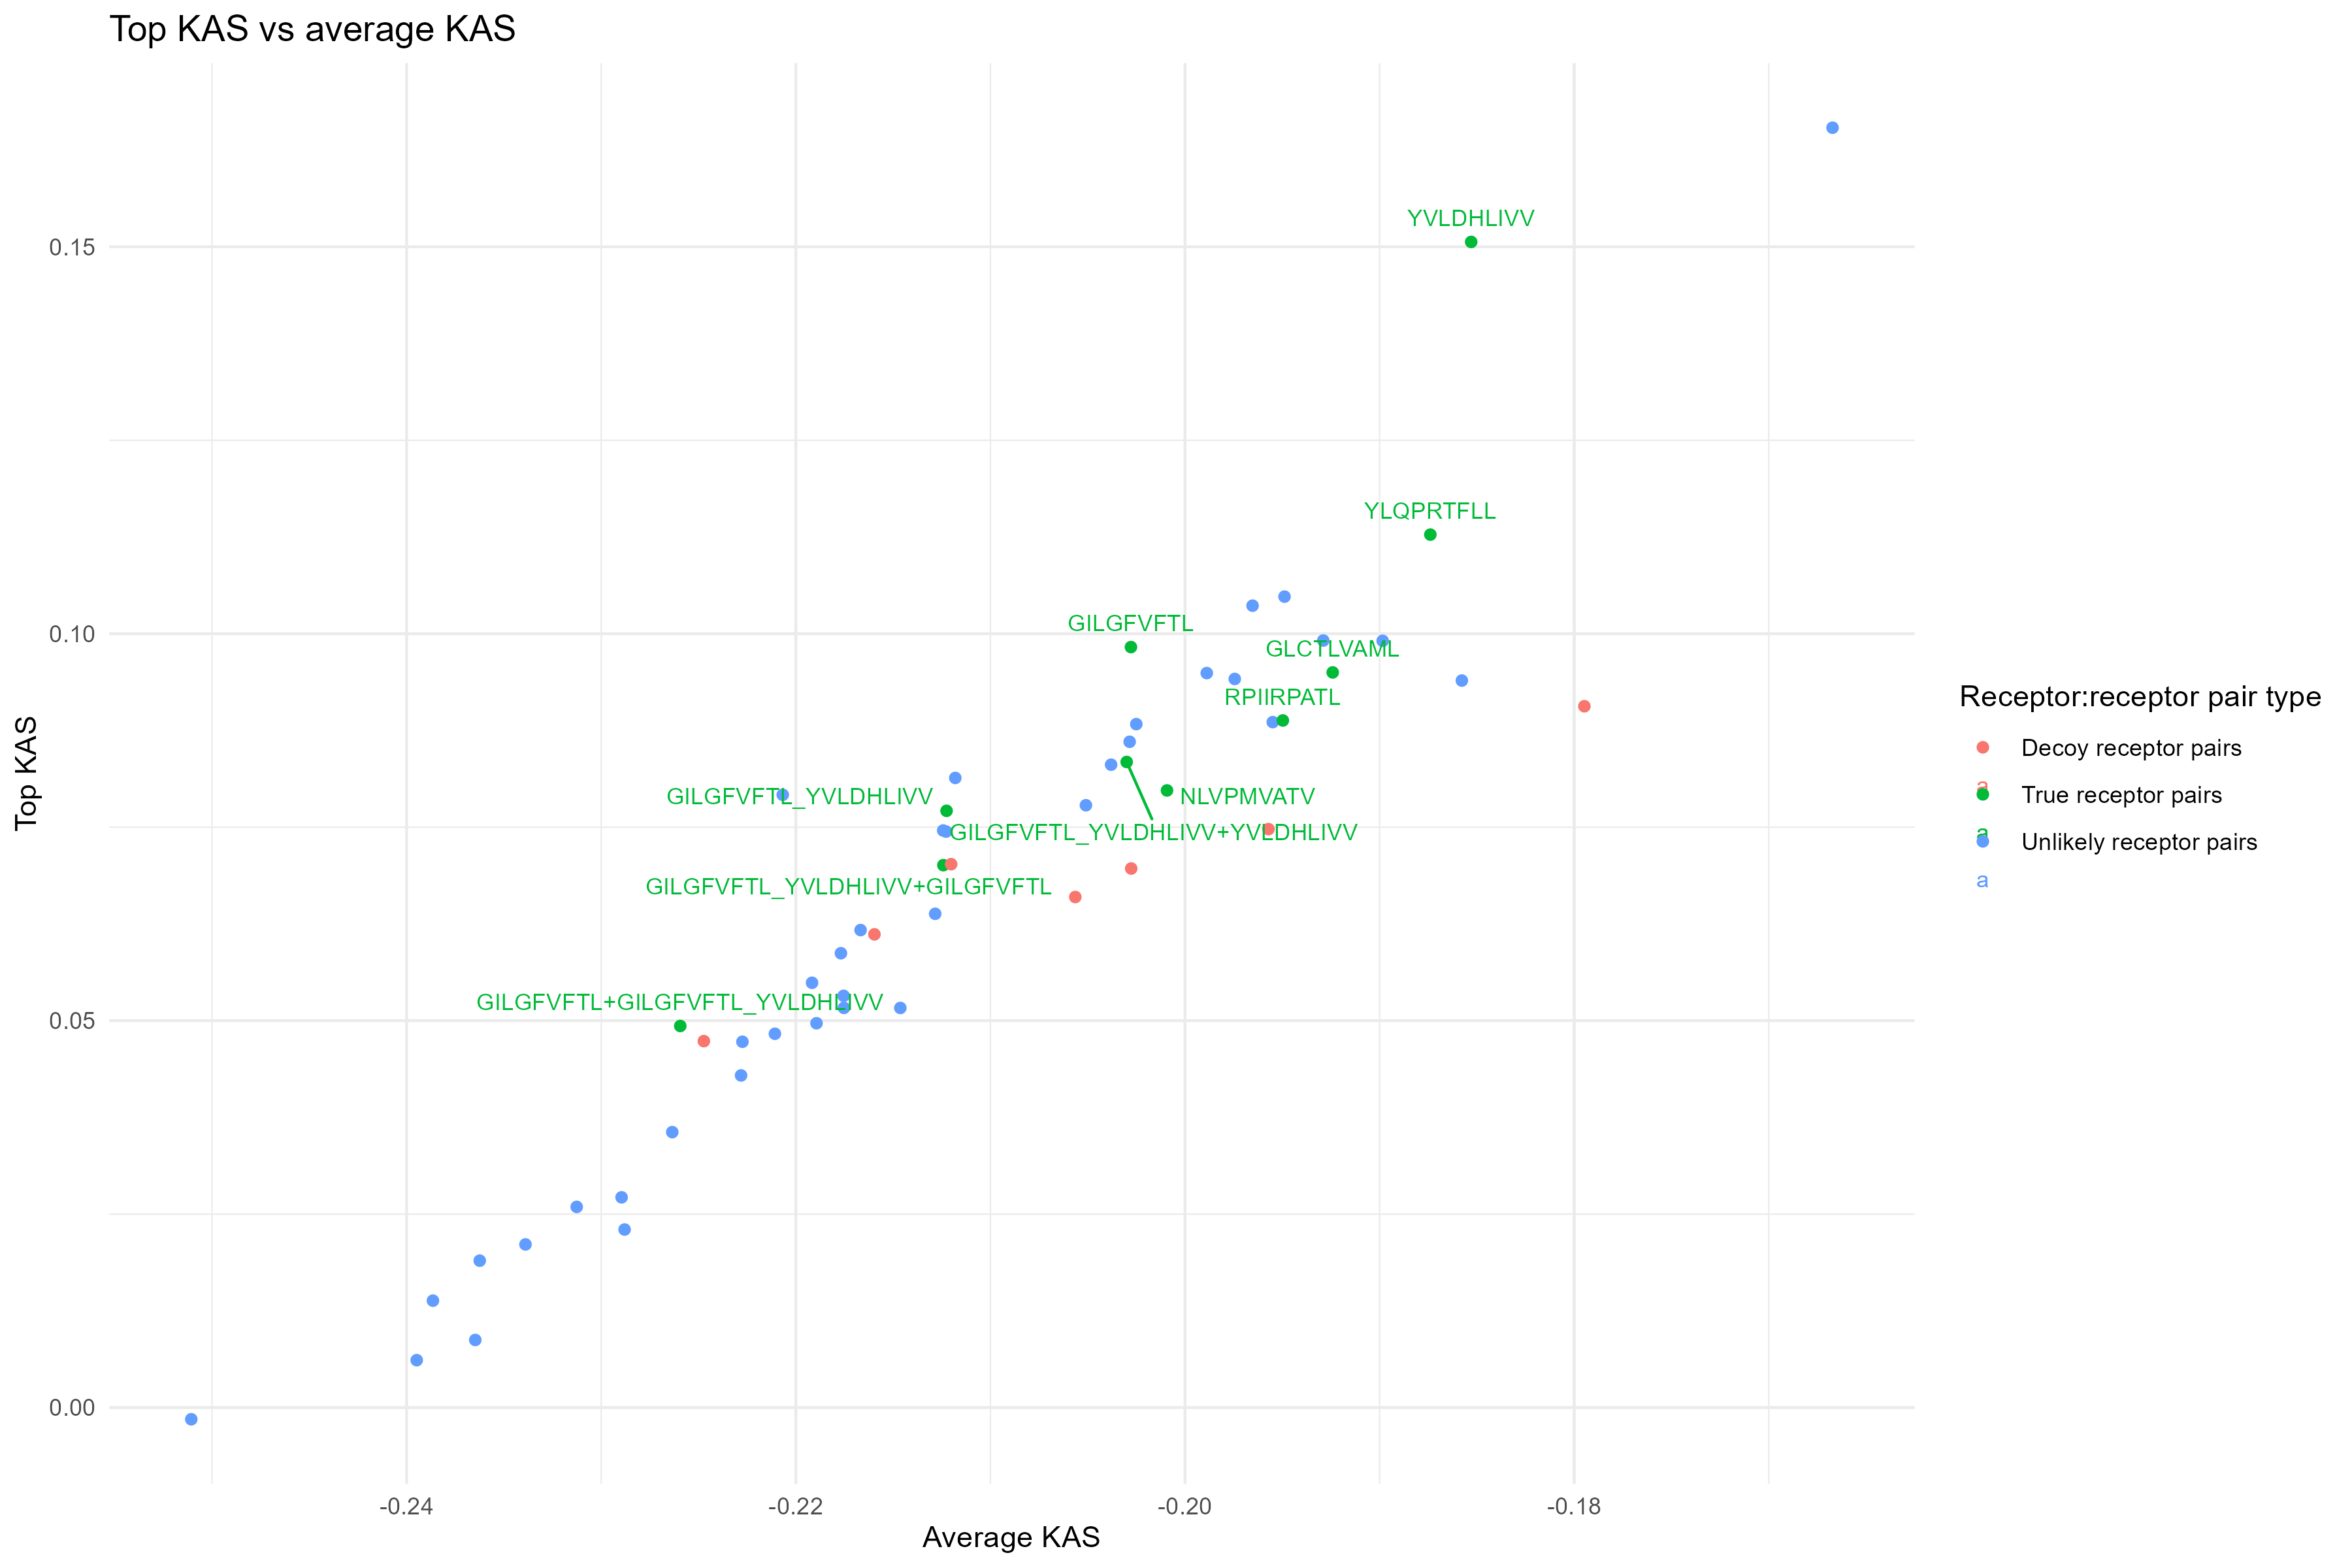 Top KAS vs average KAS
YVLDHLIVV
0.15
YLQPRTFLL
GILGFVFTL
0.10
GLCTLVAML
RPIIRPATL
Receptor:receptor pair type
Decoy receptor pairs
a
True receptor pairs
a
Unlikely receptor pairs
a
Top KAS
GILGFVFTL_YVLDHLIVV
NLVPMVATV
GILGFVFTL_YVLDHLIVV+YVLDHLIVV
GILGFVFTL_YVLDHLIVV+GILGFVFTL
GILGFVFTL+GILGFVFTL_YVLDHLIVV
0.05
0.00
-0.24
-0.22
-0.20
-0.18
Average KAS